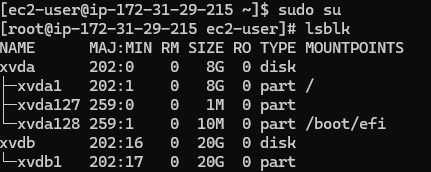 [ec2-user@ip-172-31-29-215 ~]$ sudo su
[root@ip-172-31-29-215 ec2-user]# lsblk
NAME      MAJ:MIN RM SIZE RO TYPE MOUNTPOINTS
xvda      202:0    0   8G  0 disk
├─xvda1   202:1    0   8G  0 part /
├─xvda127 259:0    0   1M  0 part
└─xvda128 259:1    0  10M  0 part /boot/efi
xvdb      202:16   0  20G  0 disk
└─xvdb1   202:17   0  20G  0 part